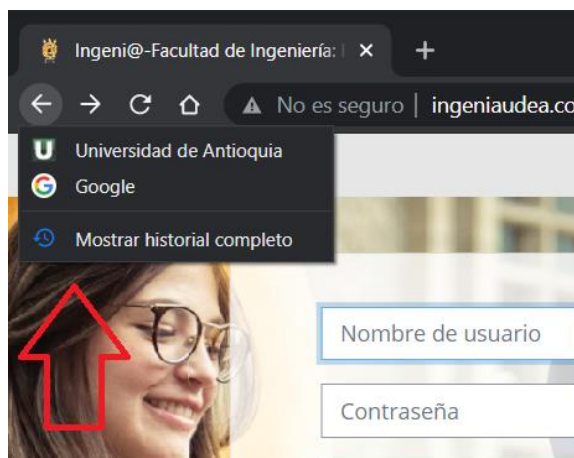 Ingeni@-Facultad de Ingeniería:
No es seguro | ingeniaudea.co
Universidad de Antioquia
Google
Mostrar historial completo
Nombre de usuario
Contraseña